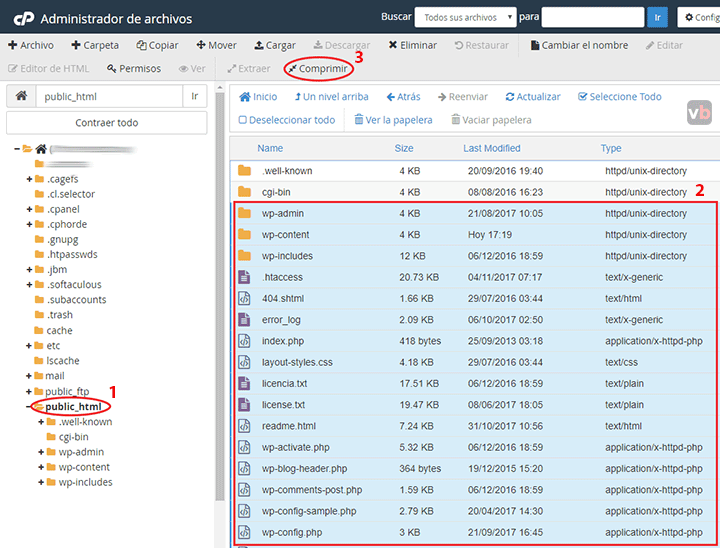 cP Administrador de archivos Buscar Todos sus archivos para Ir Config
Archivo Carpeta Copiar Mover Cargar Descargar Eliminar Restaurar Cambiar el nombre Editar
3
Editor de HTML Permisos Ver Extraer Comprimir
public_html Ir Inicio Un nivel arriba Atrás Reenviar Actualizar Seleccione Todo
Contraer todo Deseleccionar todo Ver la papelera Vaciar papelera vb
Name Size Last Modified Type
.well-known 4 KB 20/09/2016 19:40 httpd/unix-directory
cgi-bin 4 KB 08/08/2016 16:23 httpd/unix-directory 2
wp-admin 4 KB 21/08/2017 10:05 httpd/unix-directory
wp-content 4 KB Hoy 17:19 httpd/unix-directory
wp-includes 12 KB 06/12/2016 18:59 httpd/unix-directory
.htaccess 20.73 KB 04/11/2017 07:17 text/x-generic
404.shtml 1.66 KB 29/07/2016 03:44 text/html
error_log 2.09 KB 06/10/2017 02:50 text/x-generic
index.php 418 bytes 25/09/2013 03:18 application/x-httpd-php
layout-styles.css 4.18 KB 29/07/2016 03:44 text/css
licencia.txt 17.51 KB 06/12/2016 18:59 text/plain
license.txt 19.47 KB 08/06/2017 18:05 text/plain
readme.html 7.24 KB 31/10/2017 10:56 text/html
wp-activate.php 5.32 KB 06/12/2016 18:59 application/x-httpd-php
wp-blog-header.php 364 bytes 19/12/2015 15:20 application/x-httpd-php
wp-comments-post.php 1.59 KB 06/12/2016 18:59 application/x-httpd-php
wp-config-sample.php 2.79 KB 20/04/2017 14:30 application/x-httpd-php
wp-config.php 3 KB 21/09/2017 16:45 application/x-httpd-php
.cagefs
.cl.selector
.cpanel
.cphorde
.gnupg
.htpasswds
.jbm
.softaculous
.subaccounts
.trash
cache
etc
lscache
mail
public_ftp 1
public_html
.well-known
cgi-bin
wp-admin
wp-content
wp-includes